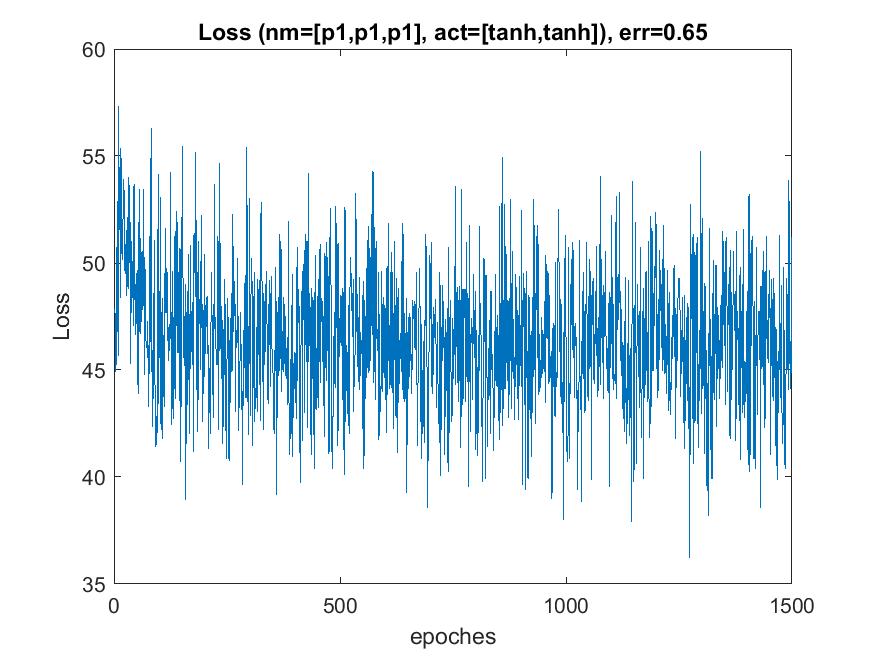 Loss (nm=[p1,p1,p1], act=[tanh,tanh]), err=0.65
60
55
50
45
40
35
Loss
0 500 1000 1500
epoches